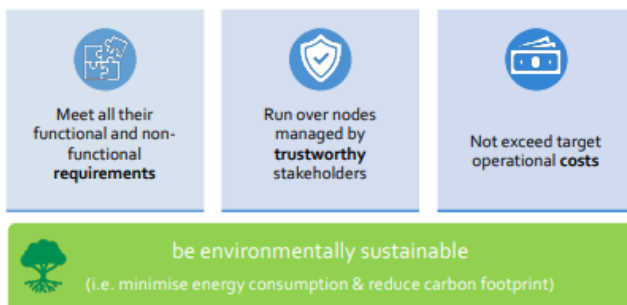 Meet all their
functional and non-
functional
requirements
Run over nodes
managed by
trustworthy
stakeholders
Not exceed target
operational costs
be environmentally sustainable
(i.e. minimise energy consumption & reduce carbon footprint)